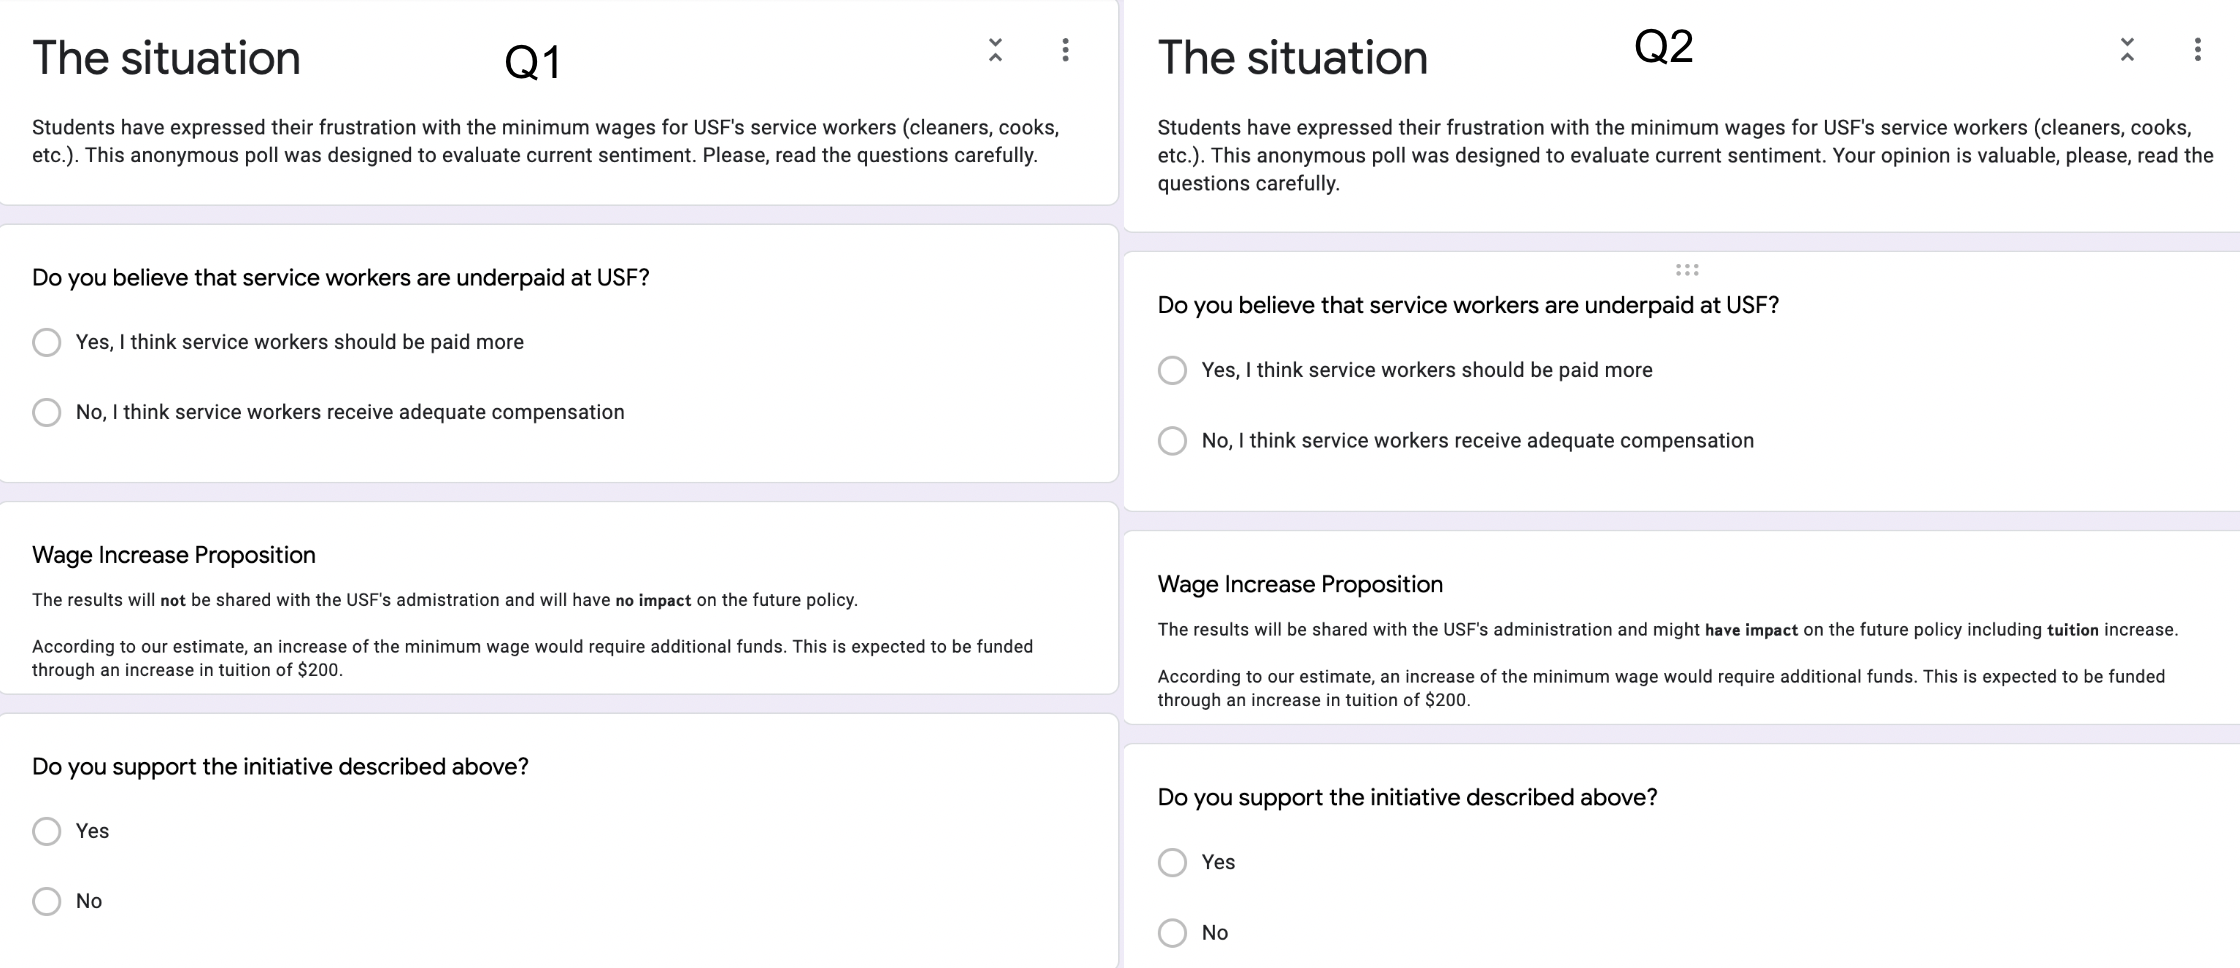 The situation
Q1
Students have expressed their frustration with the minimum wages for USF's service workers (cleaners, cooks,
etc.). This anonymous poll was designed to evaluate current sentiment. Please, read the questions carefully.
Do you believe that service workers are underpaid at USF?
Yes, I think service workers should be paid more
No, I think service workers receive adequate compensation
Wage Increase Proposition
The results will not be shared with the USF's admistration and will have no impact on the future policy.
According to our estimate, an increase of the minimum wage would require additional funds. This is expected to be funded
through an increase in tuition of $200.
Do you support the initiative described above?
Yes
No
The situation
Q2
Students have expressed their frustration with the minimum wages for USF's service workers (cleaners, cooks,
etc.). This anonymous poll was designed to evaluate current sentiment. Your opinion is valuable, please, read the
questions carefully.
Do you believe that service workers are underpaid at USF?
Yes, I think service workers should be paid more
No, I think service workers receive adequate compensation
Wage Increase Proposition
The results will be shared with the USF's administration and might have impact on the future policy including tuition increase.
According to our estimate, an increase of the minimum wage would require additional funds. This is expected to be funded
through an increase in tuition of $200.
Do you support the initiative described above?
Yes
No